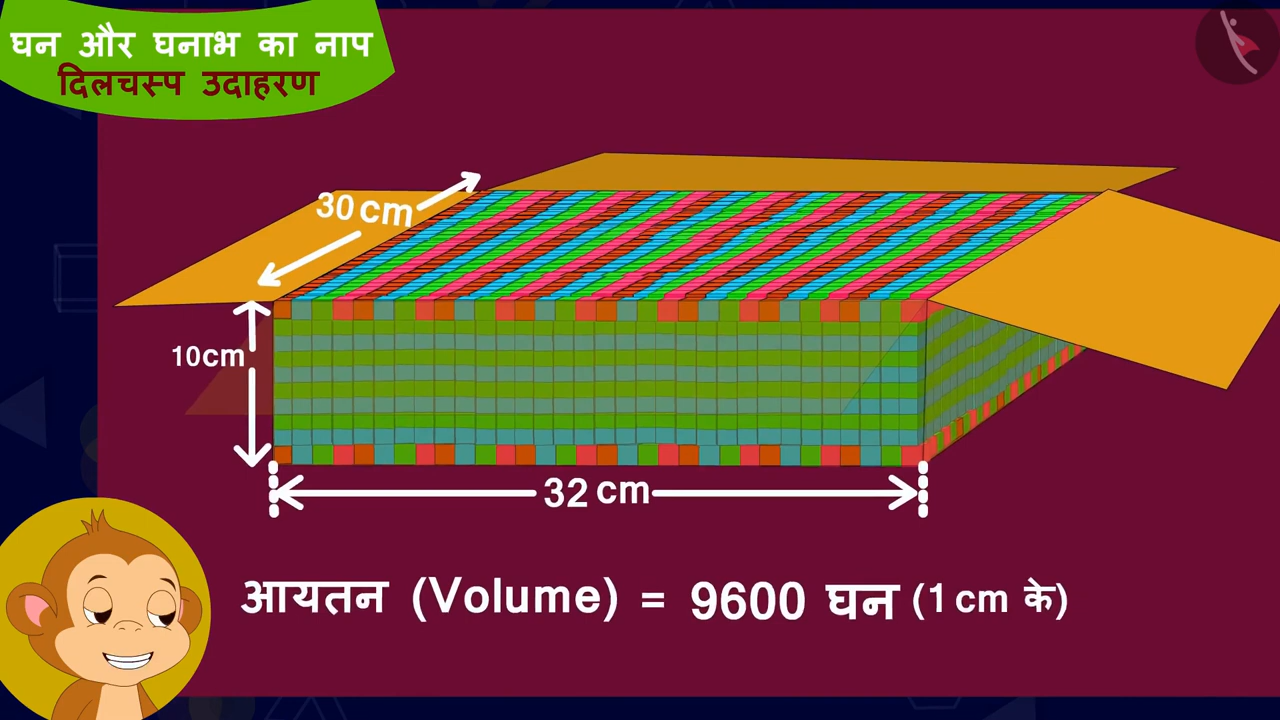 घन और घनाभ का नाप
दिलचस्प उदाहरण
30 cm
10cm
32 cm
आयतन (Volume) = 9600 घन (1 cm के)